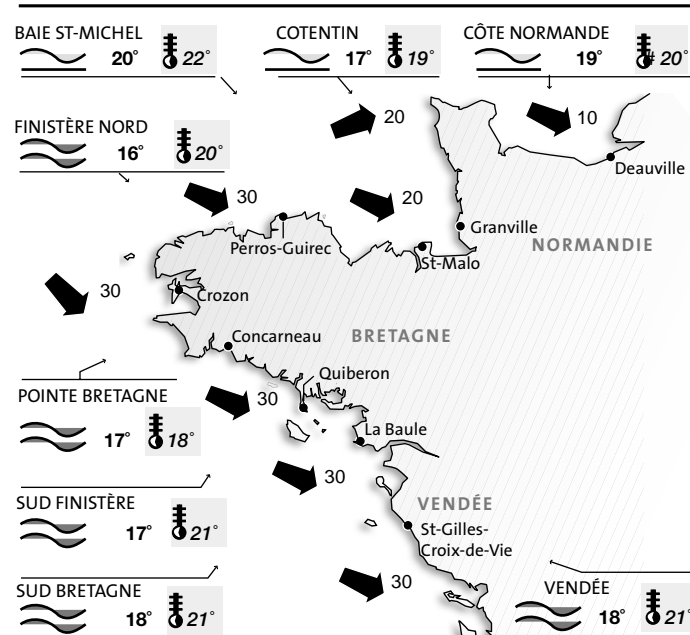 BAIE ST-MICHEL
20° 22°
COTENTIN
17° 19°
CÔTE NORMANDE
19° # 20°
FINISTÈRE NORD
16° 20°
20
10
Deauville
30
20
Granville
Perros-Guirec
St-Malo
NORMANDIE
30
Crozon
Concarneau
BRETAGNE
Quiberon
POINTE BRETAGNE
17° 18°
30
La Baule
30
SUD FINISTÈRE
17° 21°
VENDÉE
St-Gilles-
Croix-de-Vie
SUD BRETAGNE
18° 21°
30
VENDÉE
18° 21°